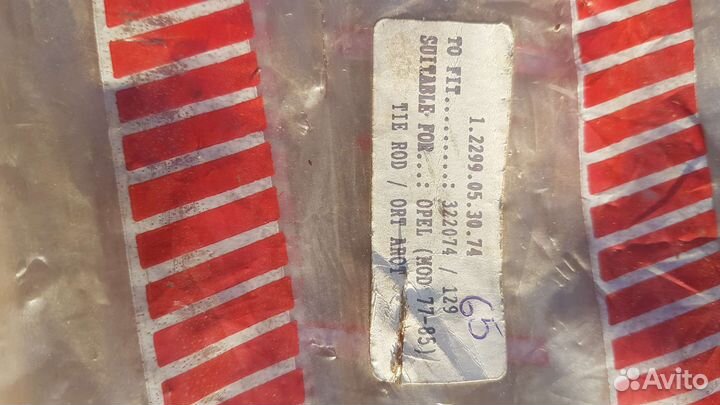 1.2299.05.30.74
TO FIT.........: 322074 / 129
SUITABLE FOR....: OPEL (MOD 77-85)
TIE ROD / ORT AROT
65
Avito